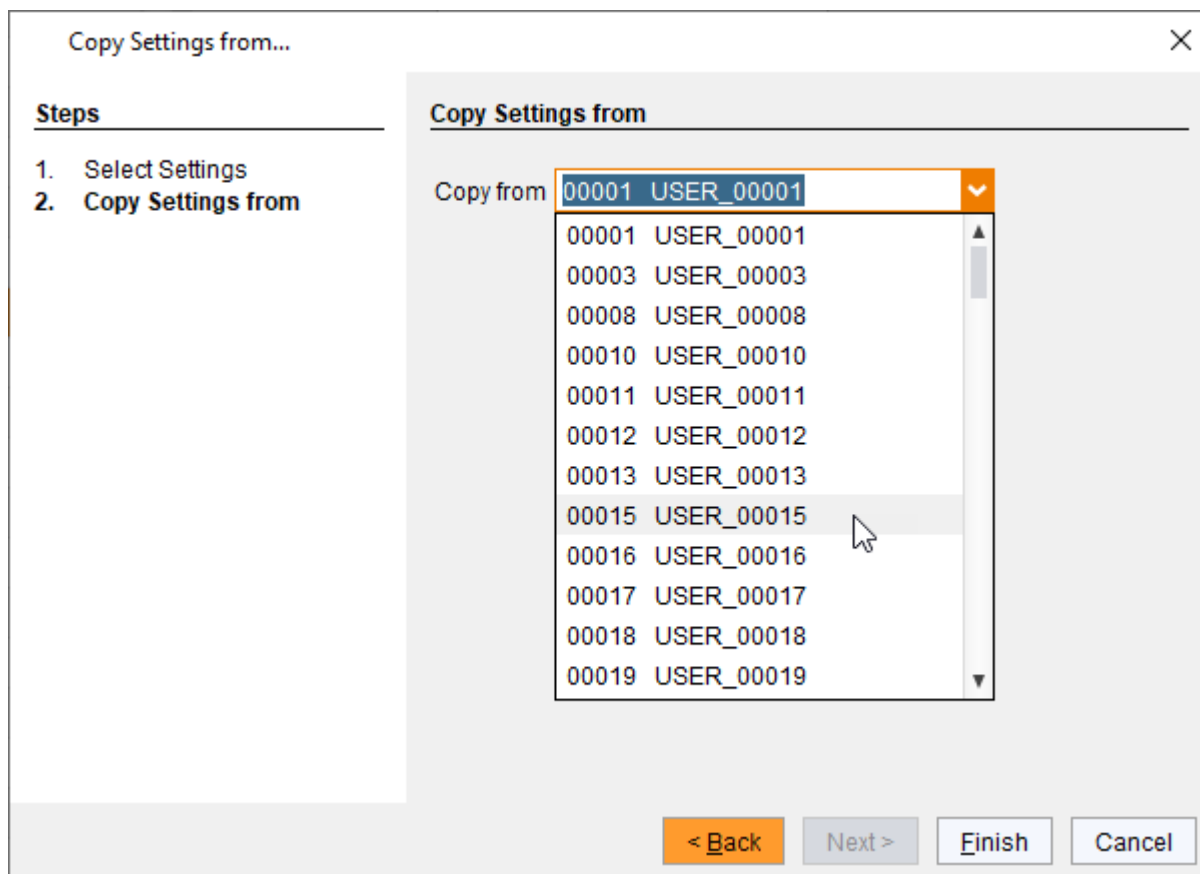 Copy Settings from...
Steps
1. Select Settings
2. Copy Settings from
Copy Settings from
Copy from 00001 USER_00001
00001 USER_00001
00003 USER_00003
00008 USER_00008
00010 USER_00010
00011 USER_00011
00012 USER_00012
00013 USER_00013
00015 USER_00015
00016 USER_00016
00017 USER_00017
00018 USER_00018
00019 USER_00019
< Back Next > Finish Cancel